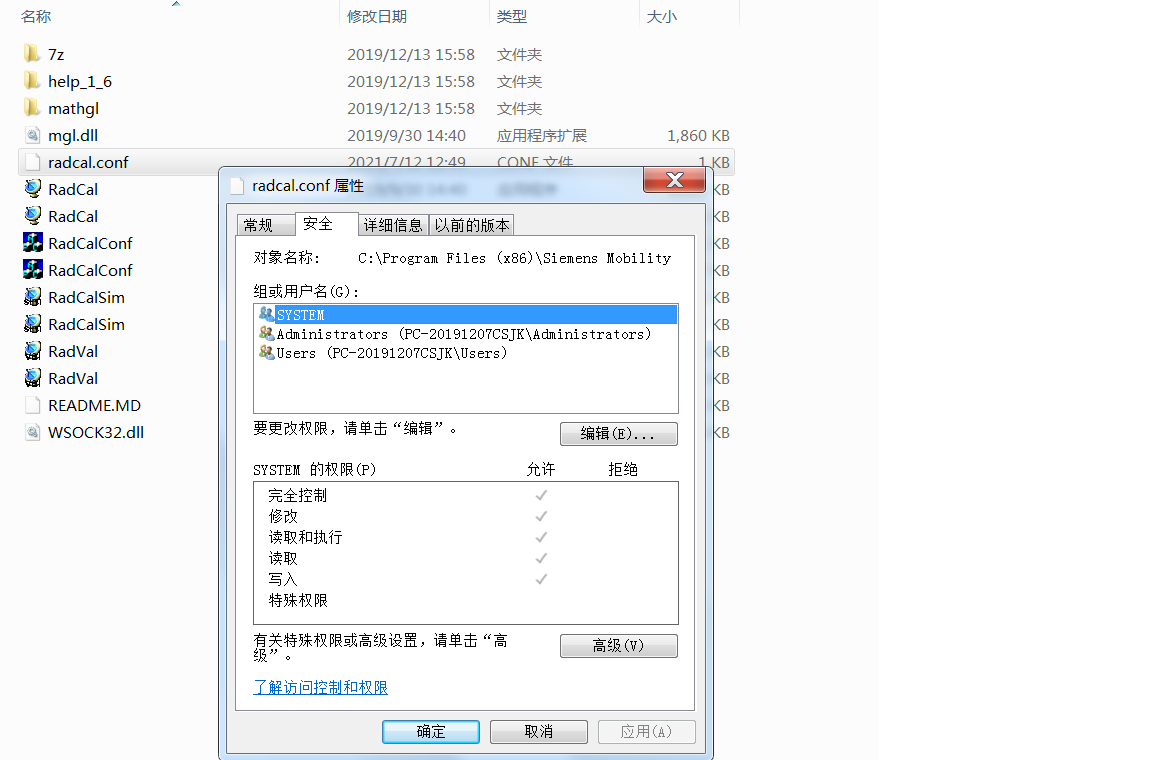 名称 修改日期 类型 大小
7z 2019/12/13 15:58 文件夹
help_1_6 2019/12/13 15:58 文件夹
mathgl 2019/12/13 15:58 文件夹
mgl.dll 2019/9/30 14:40 应用程序扩展 1,860 KB
radcal.conf 2021/7/12 12:49 CONF 文件 1 KB
RadCal KB
RadCal KB
RadCalConf KB
RadCalConf KB
RadCalSim KB
RadCalSim KB
RadVal KB
RadVal KB
README.MD KB
WSOCK32.dll KB
radcal.conf 属性
常规 安全 详细信息 以前的版本
对象名称: C:\Program Files (x86)\Siemens Mobility
组或用户名(G):
SYSTEM
Administrators (PC-20191207CSJK\Administrators)
Users (PC-20191207CSJK\Users)
要更改权限，请单击“编辑”。
编辑(E)...
SYSTEM 的权限(P) 允许 拒绝
完全控制
修改
读取和执行
读取
写入
特殊权限
有关特殊权限或高级设置，请单击“高
级”。
高级(V)
了解访问控制和权限
确定 取消 应用(A)